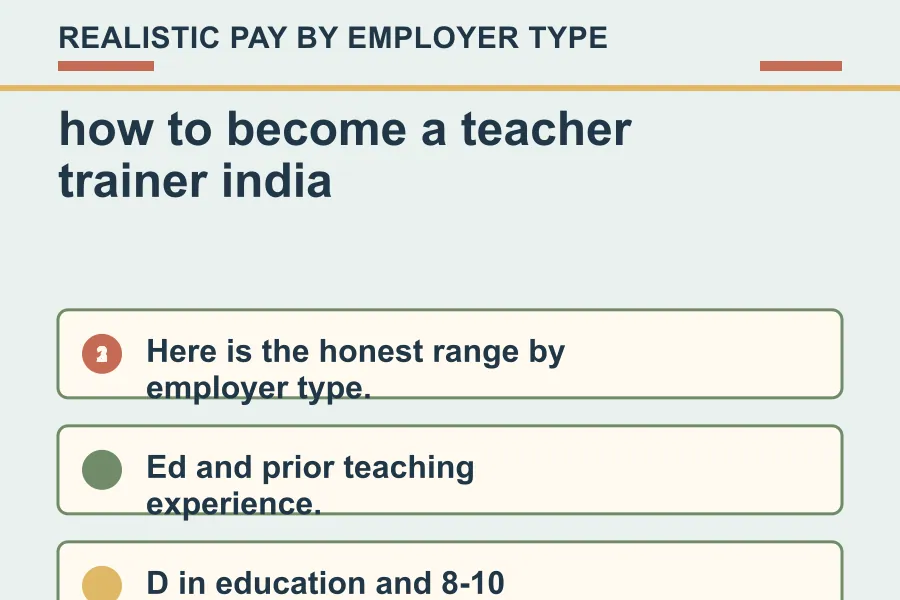 REALISTIC PAY BY EMPLOYER TYPE
how to become a teacher
trainer india
Here is the honest range by
employer type.
Ed and prior teaching
experience.
D in education and 8-10